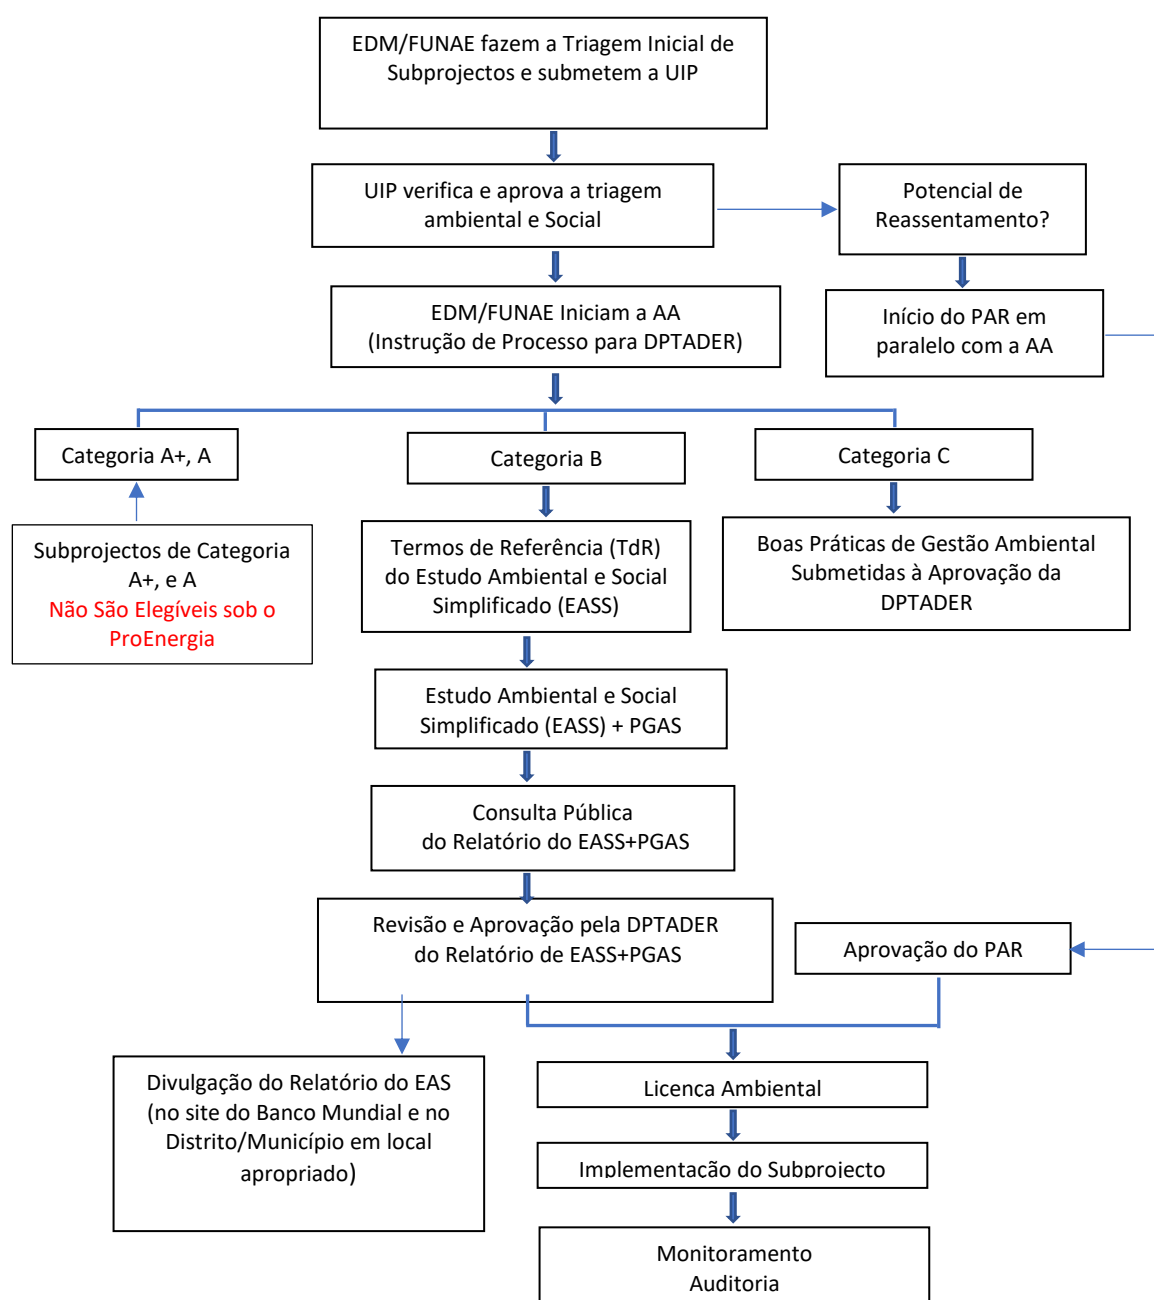 EDM/FUNAE fazem a Triagem Inicial de
Subprojectos e submetem a UIP
UIP verifica e aprova a triagem
ambiental e Social
Potencial de
Reassentamento?
EDM/FUNAE Iniciam a AA
(Instrução de Processo para DPTADER)
Início do PAR em
paralelo com a AA
Categoria A+, A
Categoria B
Categoria C
Subprojectos de Categoria
A+, e A
Não São Elegíveis sob o
ProEnergia
Termos de Referência (TdR)
do Estudo Ambiental e Social
Simplificado (EASS)
Boas Práticas de Gestão Ambiental
Submetidas à Aprovação da
DPTADER
Estudo Ambiental e Social
Simplificado (EASS) + PGAS
Consulta Pública
do Relatório do EASS+PGAS
Revisão e Aprovação pela DPTADER
do Relatório de EASS+PGAS
Aprovação do PAR
Divulgação do Relatório do EAS
(no site do Banco Mundial e no
Distrito/Município em local
apropriado)
Licença Ambiental
Implementação do Subprojecto
Monitoramento
Auditoria